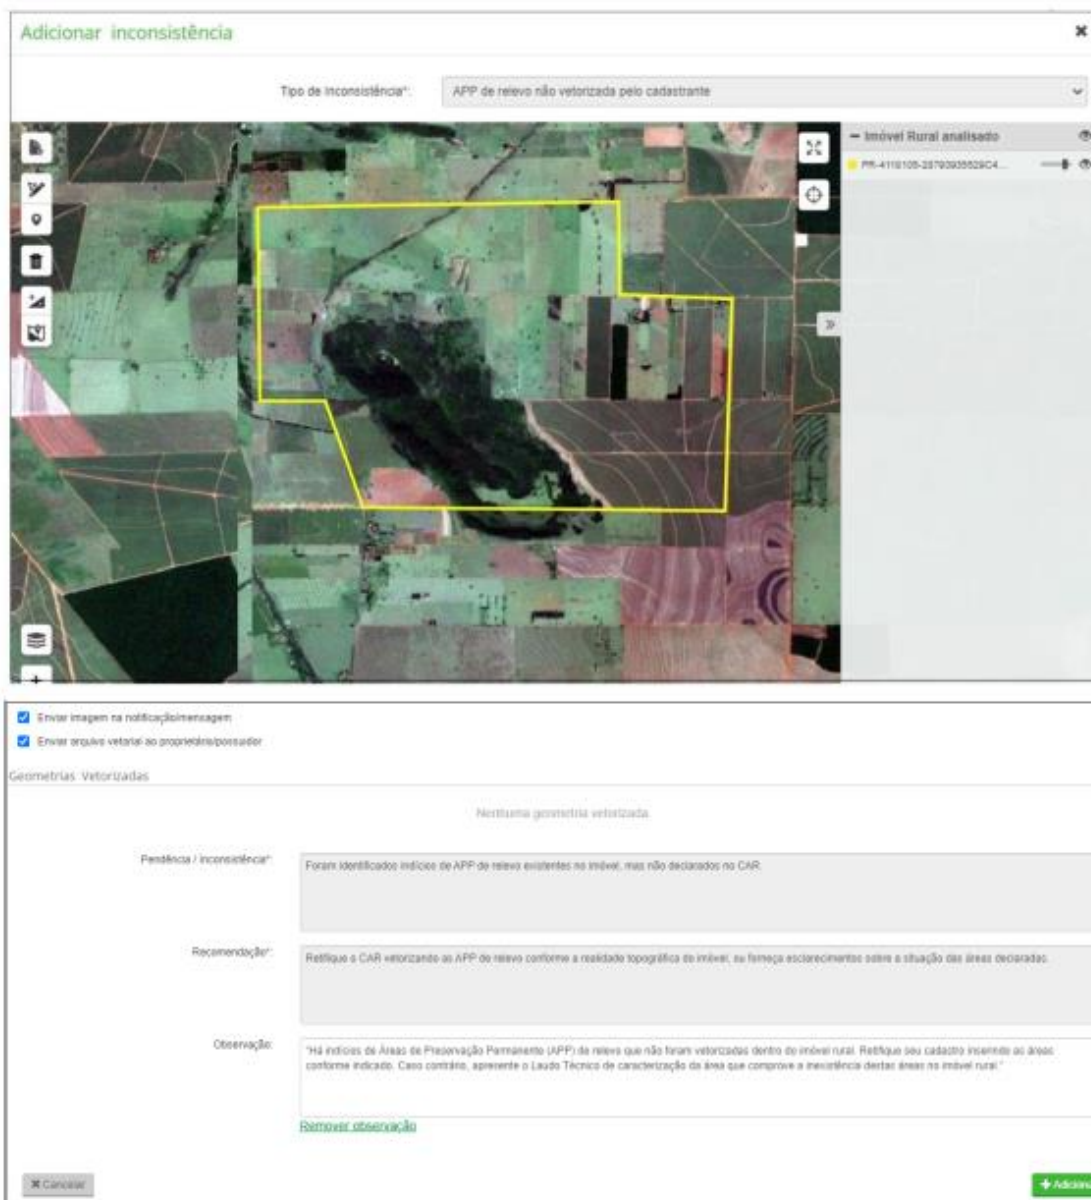 Adicionar inconsistência
Tipo de Inconsistência*:
APP de relevo não vetorizada pelo cadastrante
Imóvel Rural analisado
Enviar imagem na notificação/mensagem
Enviar arquivo vetorial ao proprietário/possuidor
Geometrias Vetorizadas
Nenhuma geometria vetorizada.
Pendência / Inconsistência*:
Foram identificados indícios de APP de relevo existentes no imóvel, mas não declarados no CAR.
Recomendação*:
Retifique o CAR vetorizando as APP de relevo conforme a realidade topográfica do imóvel, ou forneça esclarecimentos sobre a situação das áreas declaradas.
Observação:
"Há indícios de Áreas de Preservação Permanente (APP) de relevo que não foram vetorizadas dentro do imóvel rural. Retifique seu cadastro inserindo as áreas
conforme indicado. Caso contrário, apresente o Laudo Técnico de caracterização da área que comprove a inexistência destas áreas no imóvel rural."
Remover observação
Cancelar